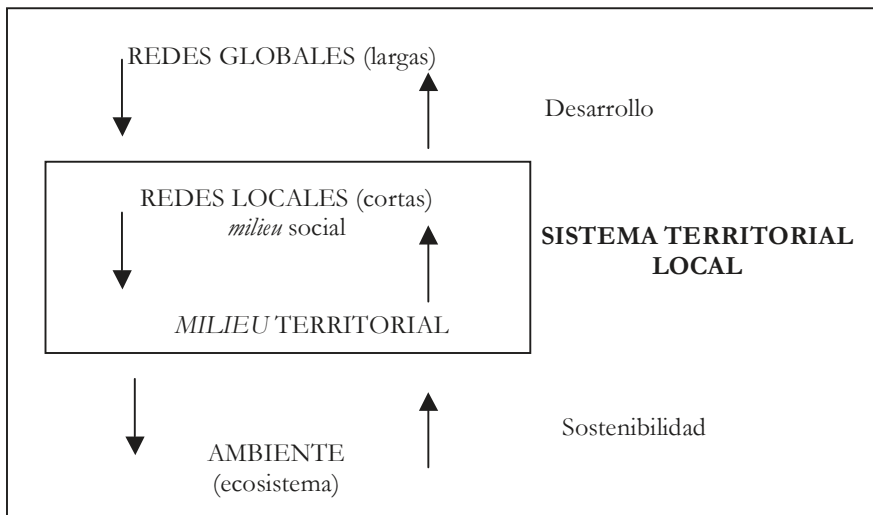 REDES GLOBALES (largas)
Desarrollo
REDES LOCALES (cortas)
milieu social
SISTEMA TERRITORIAL
LOCAL
MILIEU TERRITORIAL
Sostenibilidad
AMBIENTE
(ecosistema)